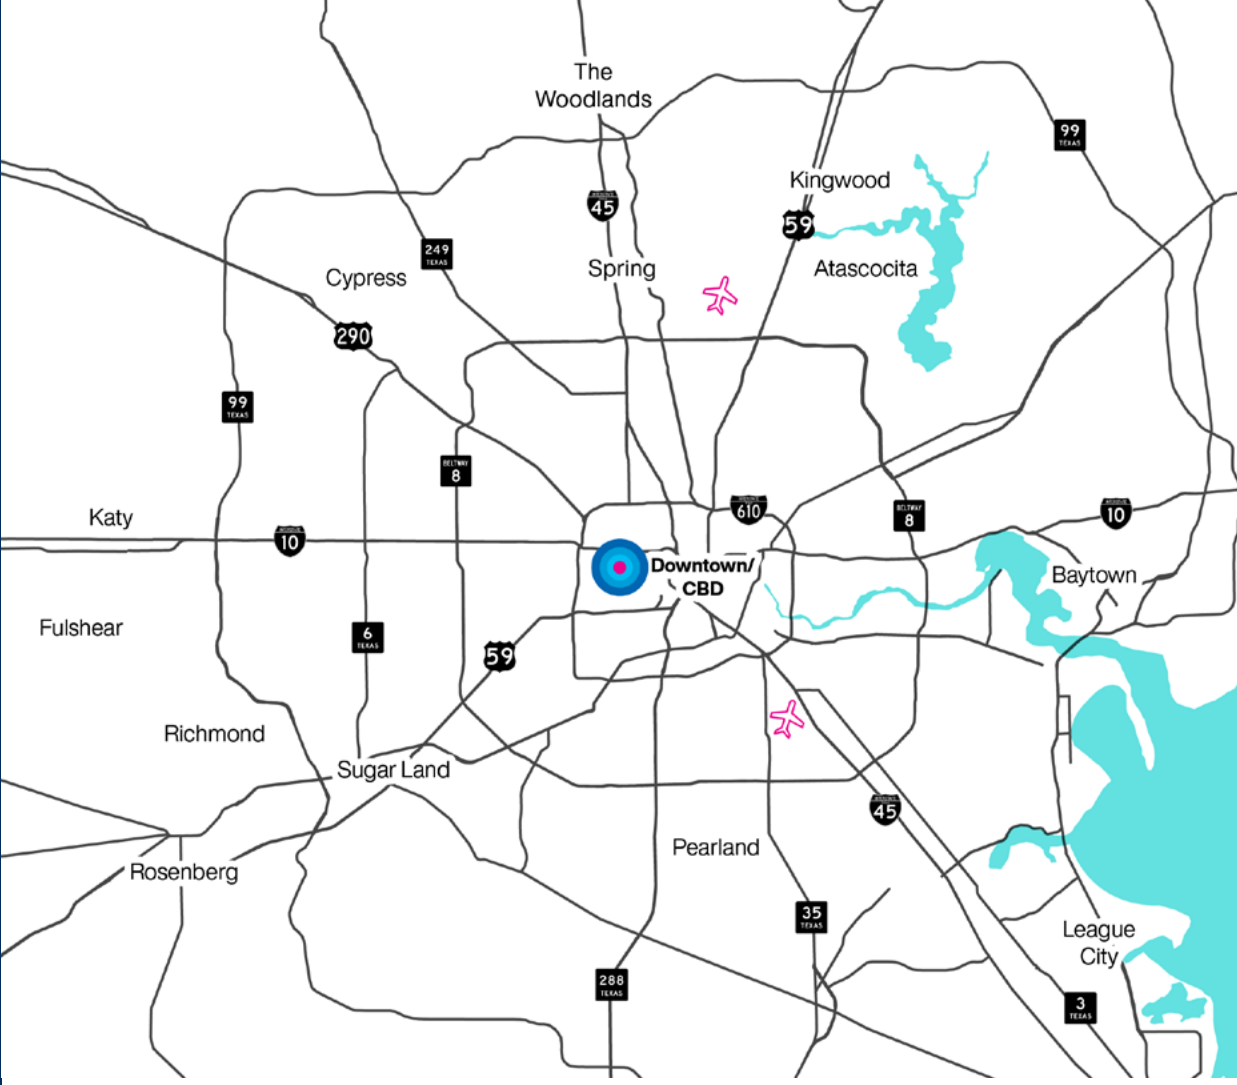 The
Woodlands
99
TEXAS
Kingwood
45
59
249
TEXAS
Spring
Atascocita
Cypress
290
99
TEXAS
BELTWAY
8
610
BELTWAY
8
10
Katy
10
Downtown/
CBD
Baytown
Fulshear
6
TEXAS
59
Richmond
Sugar Land
45
Pearland
Rosenberg
35
TEXAS
League
City
288
TEXAS
3
TEXAS